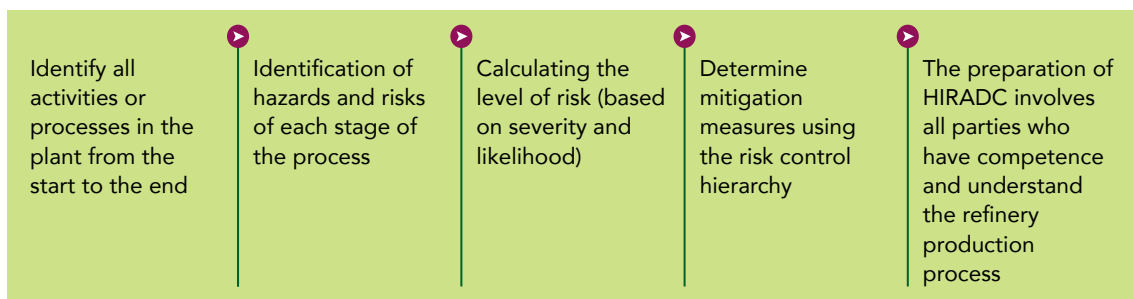 Identify all
activities or
processes in the
plant from the
start to the end
Identification of
hazards and risks
of each stage of
the process
Calculating the
level of risk (based
on severity and
likelihood)
Determine
mitigation
measures using
the risk control
hierarchy
The preparation of
HIRADC involves
all parties who
have competence
and understand
the refinery
production
process